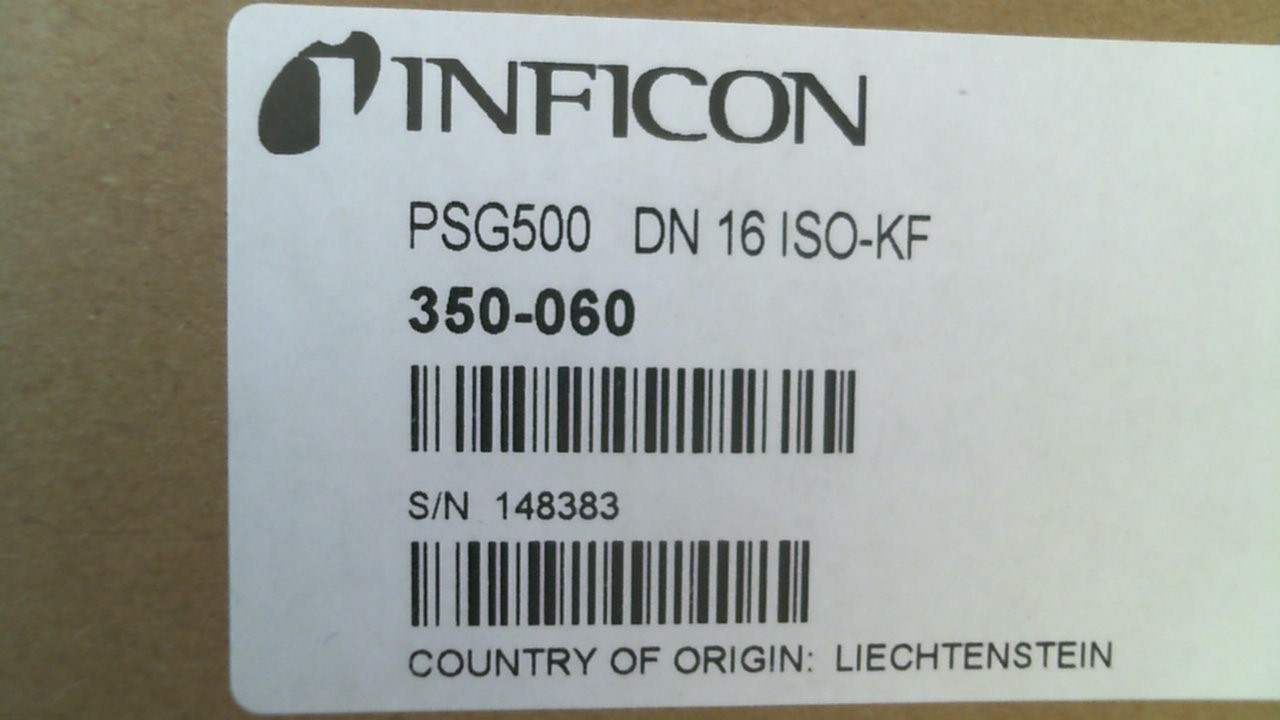 INFICON
PSG500 DN 16 ISO-KF
350-060
S/N 148383
COUNTRY OF ORIGIN: LIECHTENSTEIN